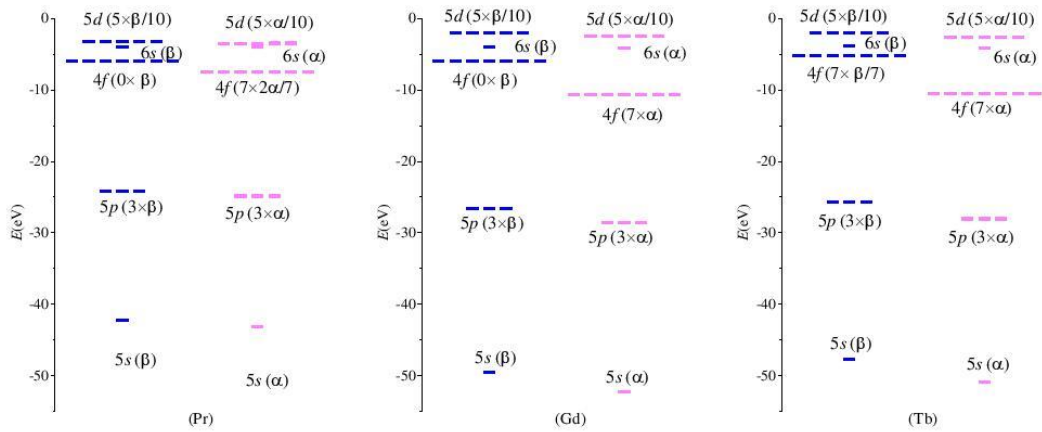 5d (5×β/10)
5d (5×α/10)
6s (β)
6s (α)
4f (0× β)
4f (7×2α/7)
5p (3×β)
5p (3×α)
5s (β)
5s (α)
E(eV)
0
-10
-20
-30
-40
-50
(Pr)
5d (5×β/10)
5d (5×α/10)
6s (β)
6s (α)
4f (0× β)
4f (7×α)
5p (3×β)
5p (3×α)
5s (β)
5s (α)
E(eV)
0
-10
-20
-30
-40
-50
(Gd)
5d (5×β/10)
5d (5×α/10)
6s (β)
6s (α)
4f (7× β/7)
4f (7×α)
5p (3×β)
5p (3×α)
5s (β)
5s (α)
E(eV)
0
-10
-20
-30
-40
-50
(Tb)